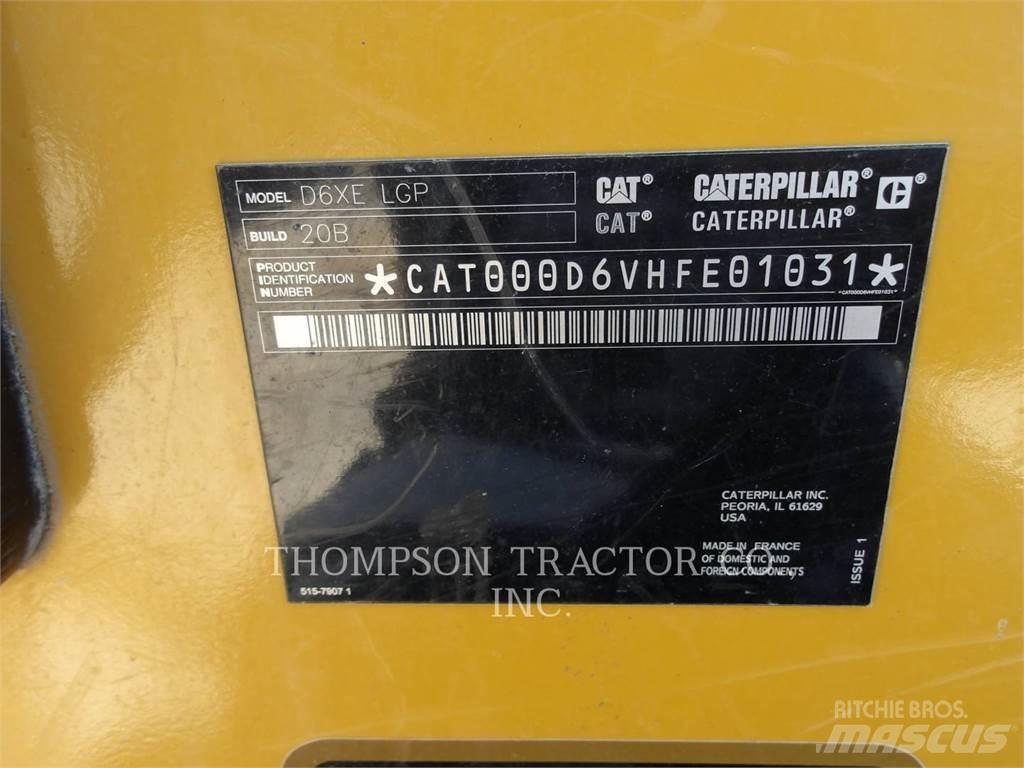 MODEL D6XE LGP
BUILD 20B
CAT® CATERPILLAR®
CAT® CATERPILLAR®
PRODUCT
IDENTIFICATION
NUMBER
*CAT000D6VHFE01031*
*CAT000D6VHFE01031*
CATERPILLAR INC.
PEORIA, IL 61629
USA
MADE IN FRANCE
OF DOMESTIC AND
FOREIGN COMPONENTS
ISSUE 1
515-7907 1
THOMPSON TRACTOR CO.,
INC.
RITCHIE BROS.
MASCUS